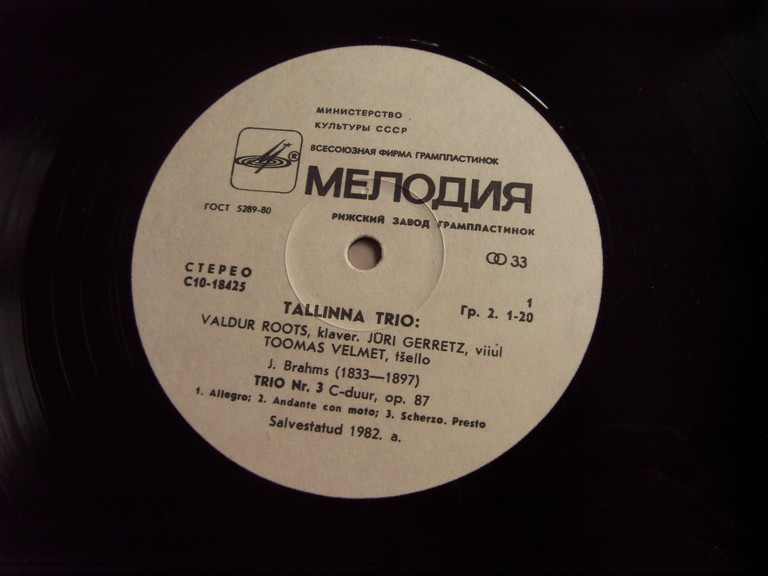 МИНИСТЕРСТВО
КУЛЬТУРЫ СССР
ВСЕСОЮЗНАЯ ФИРМА ГРАМПЛАСТИНОК
®
МЕЛОДИЯ
ГОСТ 5289-80
РИЖСКИЙ ЗАВОД ГРАМПЛАСТИНОК
33
СТЕРЕО
С10-18425
1
Гр. 2. 1-20
TALLINNA TRIO:
VALDUR ROOTS, klaver. JÜRI GERRETZ, viiul
TOOMAS VELMET, tšello
J. Brahms (1833—1897)
TRIO Nr. 3 C-duur, op. 87
1. Allegro; 2. Andante con moto; 3. Scherzo. Presto
Salvestatud 1982. a.